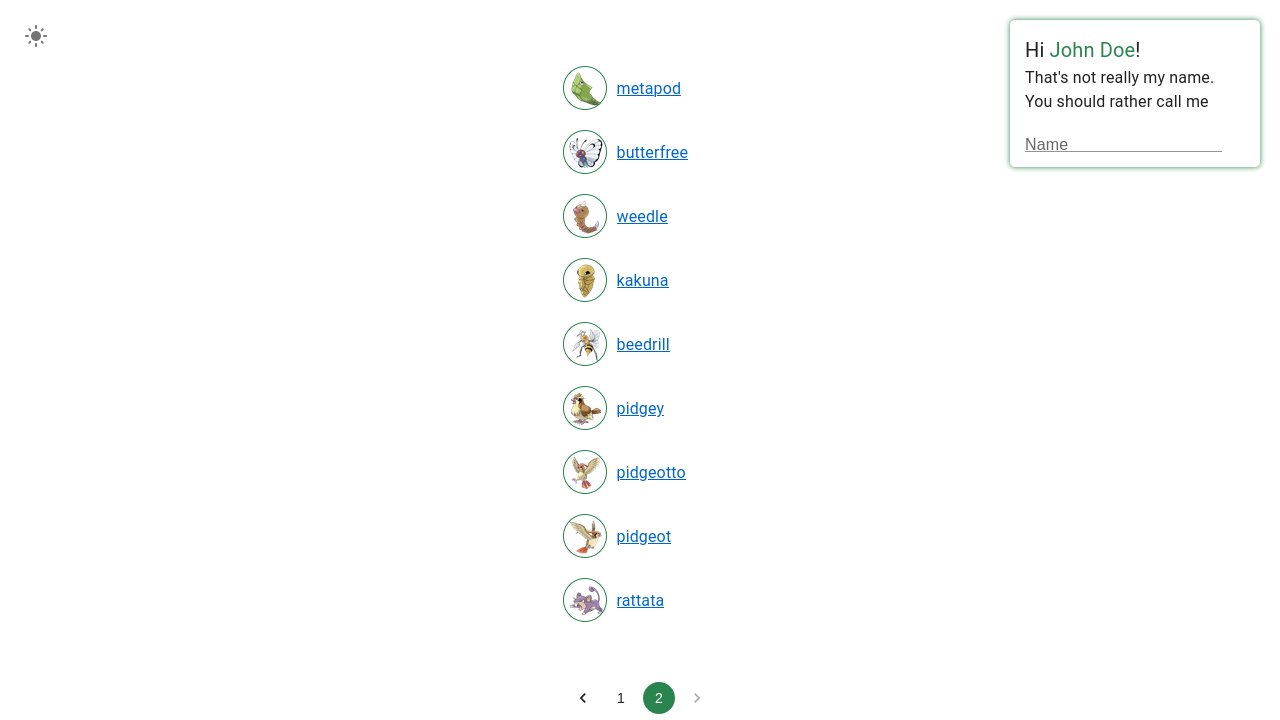 Hi John Doe!
That's not really my name.
You should rather call me
Name
metapod
butterfree
weedle
kakuna
beedrill
pidgey
pidgeotto
pidgeot
rattata
1 2